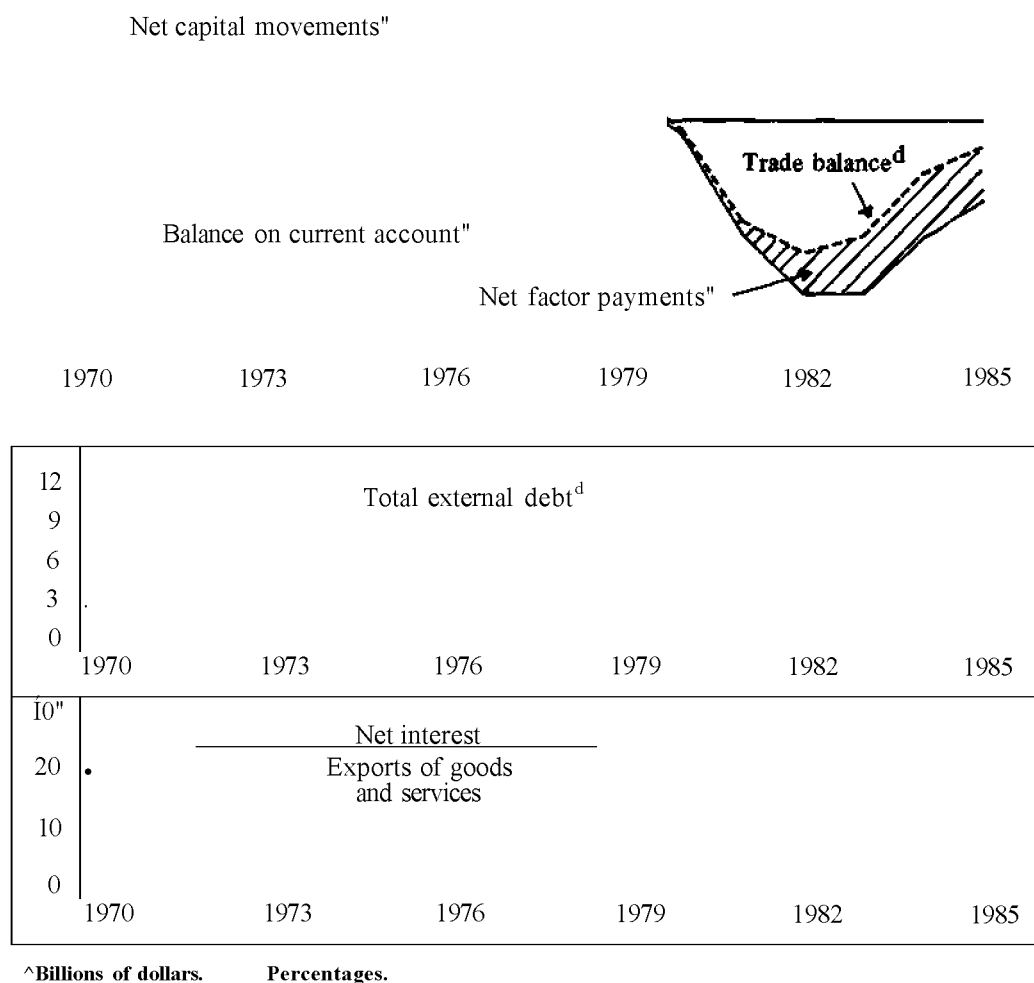 Net capital movements"
Trade balance^d
Balance on current account"
Net factor payments"
1970 1973 1976 1979 1982 1985
12
Total external debt^d
9
6
3
0
1970 1973 1976 1979 1982 1985
Í0"
Net interest
20
Exports of goods
and services
10
0
1970 1973 1976 1979 1982 1985
^Billions of dollars. Percentages.